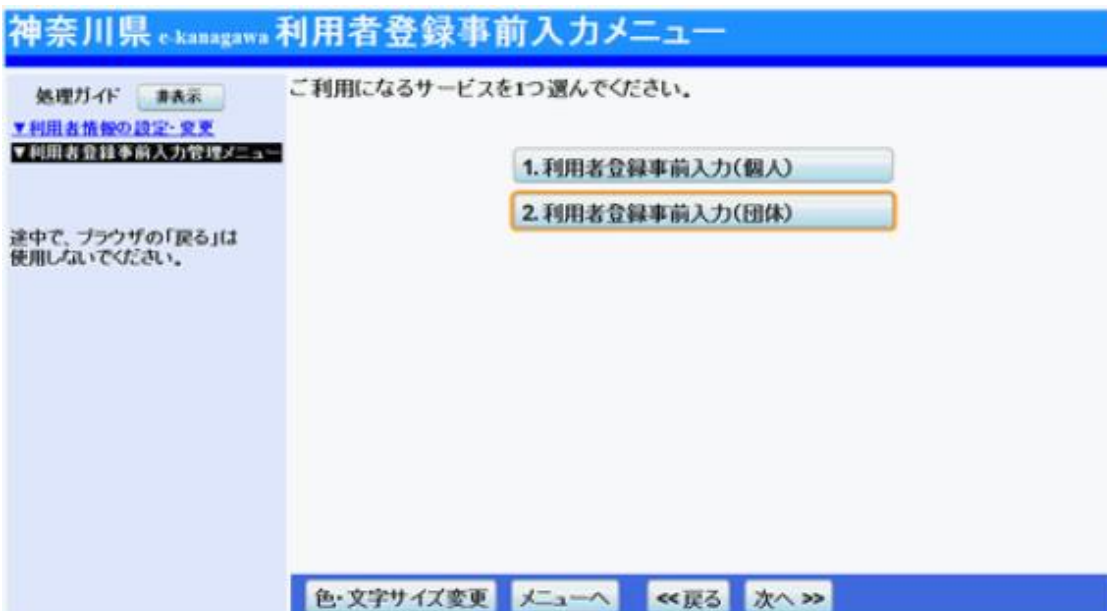 神奈川県 e-kanagawa 利用者登録事前入力メニュー
処理ガイド 非表示
▼利用者情報の設定・変更
▼利用者登録事前入力管理メニュー
途中で、ブラウザの「戻る」は
使用しないでください。
ご利用になるサービスを1つ選んでください。
1.利用者登録事前入力(個人)
2.利用者登録事前入力(団体)
色・文字サイズ変更 メニューへ <<戻る 次へ >>